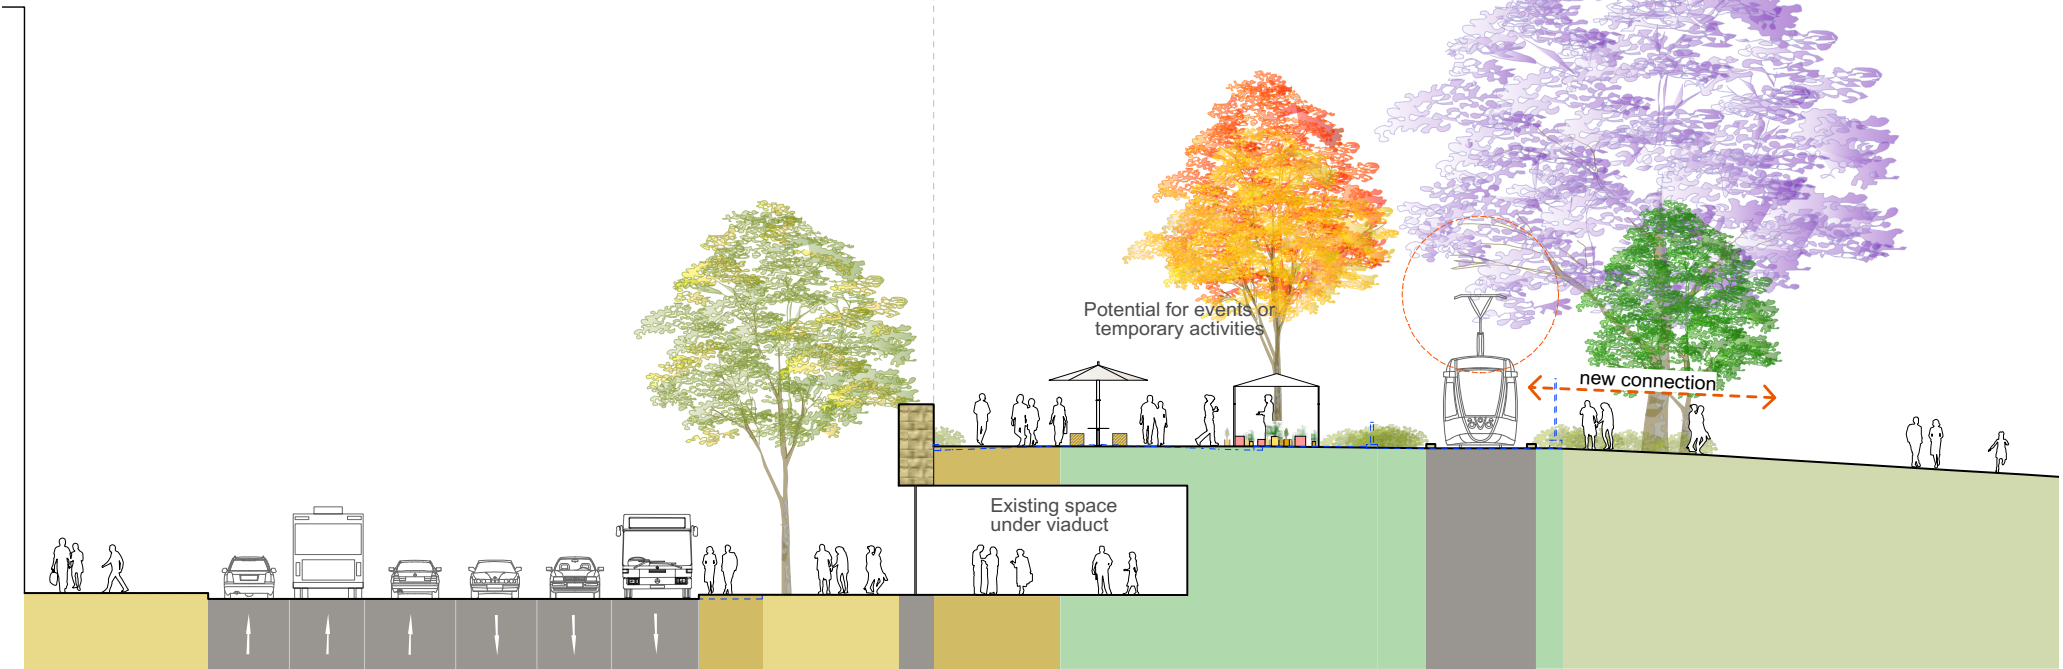 Potential for events or
temporary activities
new connection
Existing space
under viaduct